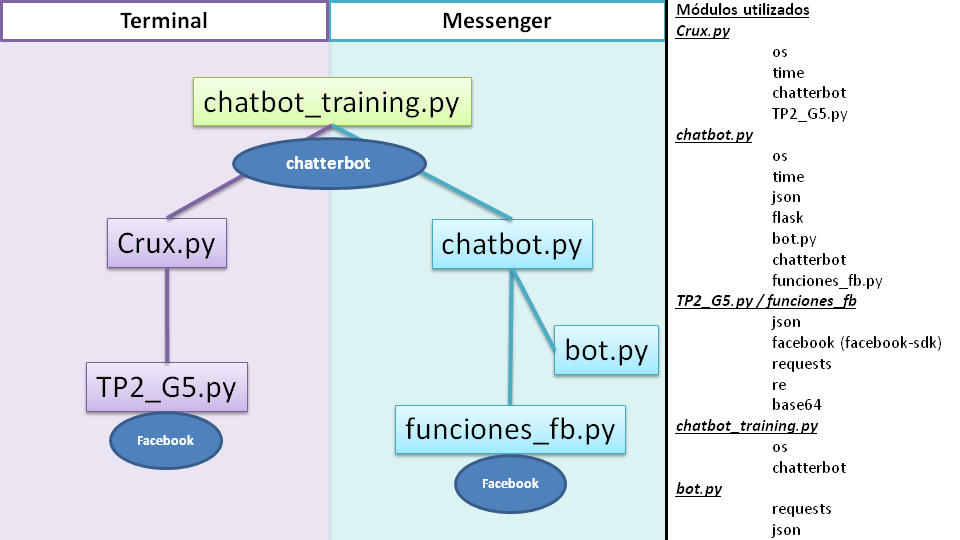 Terminal
Messenger
chatbot_training.py
chatterbot
Crux.py
chatbot.py
bot.py
TP2_G5.py
funciones_fb.py
Facebook
Facebook
Módulos utilizados
Crux.py
os
time
chatterbot
TP2_G5.py
chatbot.py
os
time
json
flask
bot.py
chatterbot
funciones_fb.py
TP2_G5.py / funciones_fb
json
facebook (facebook-sdk)
requests
re
base64
chatbot_training.py
os
chatterbot
bot.py
requests
json